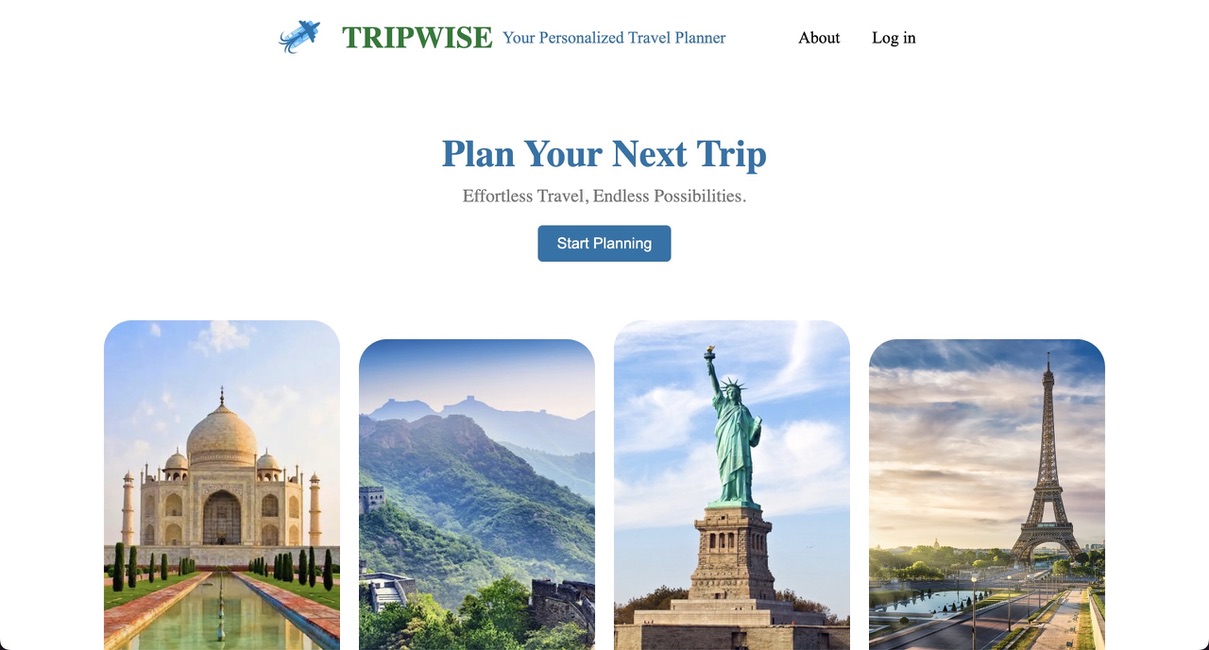 TRIPWISE Your Personalized Travel Planner About Log in
Plan Your Next Trip
Effortless Travel, Endless Possibilities.
Start Planning